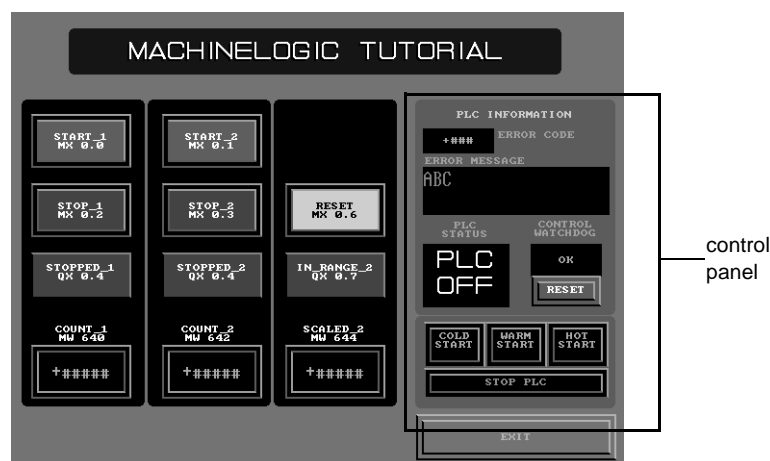 MACHINELOGIC TUTORIAL
START_1
MX 0.0
STOP_1
MX 0.2
STOPPED_1
QX 0.4
COUNT_1
MW 640
+#####
START_2
MX 0.1
STOP_2
MX 0.3
STOPPED_2
QX 0.4
COUNT_2
MW 642
+#####
RESET
MX 0.6
IN_RANGE_2
QX 0.7
SCALED_2
MW 644
+#####
PLC INFORMATION
+### ERROR CODE
ERROR MESSAGE
ABC
PLC
STATUS
PLC
OFF
CONTROL
WATCHDOG
OK
RESET
COLD
START
WARM
START
HOT
START
STOP PLC
EXIT
control
panel